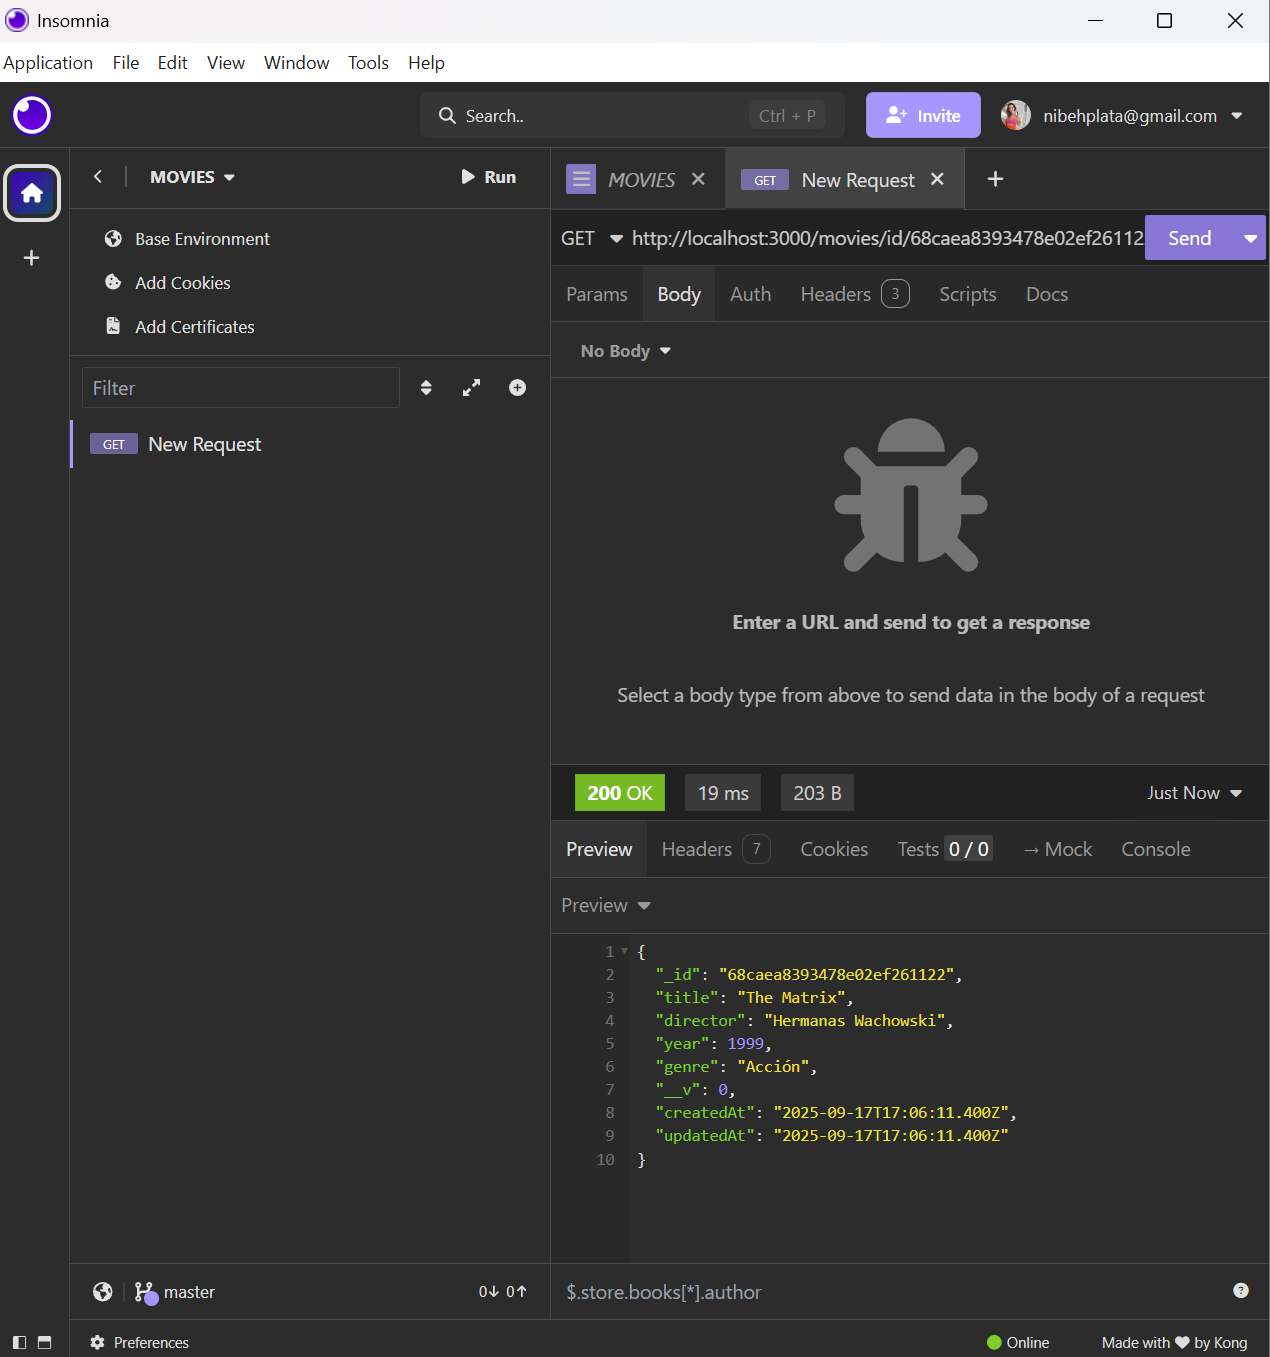 Insomnia
Application File Edit View Window Tools Help
Search.. Ctrl + P Invite nibehplata@gmail.com
MOVIES Run
Base Environment
Add Cookies
Add Certificates
Filter
GET New Request
MOVIES GET New Request
GET http://localhost:3000/movies/id/68caea8393478e02ef26112 Send
Params Body Auth Headers 3 Scripts Docs
No Body
Enter a URL and send to get a response
Select a body type from above to send data in the body of a request
200 OK 19 ms 203 B Just Now
Preview Headers 7 Cookies Tests 0 / 0 → Mock Console
Preview
1 {
2 "_id": "68caea8393478e02ef261122",
3 "title": "The Matrix",
4 "director": "Hermanas Wachowski",
5 "year": 1999,
6 "genre": "Acción",
7 "__v": 0,
8 "createdAt": "2025-09-17T17:06:11.400Z",
9 "updatedAt": "2025-09-17T17:06:11.400Z"
10 }
master 0↓ 0↑
$.store.books[*].author
Preferences
Online Made with ♥ by Kong